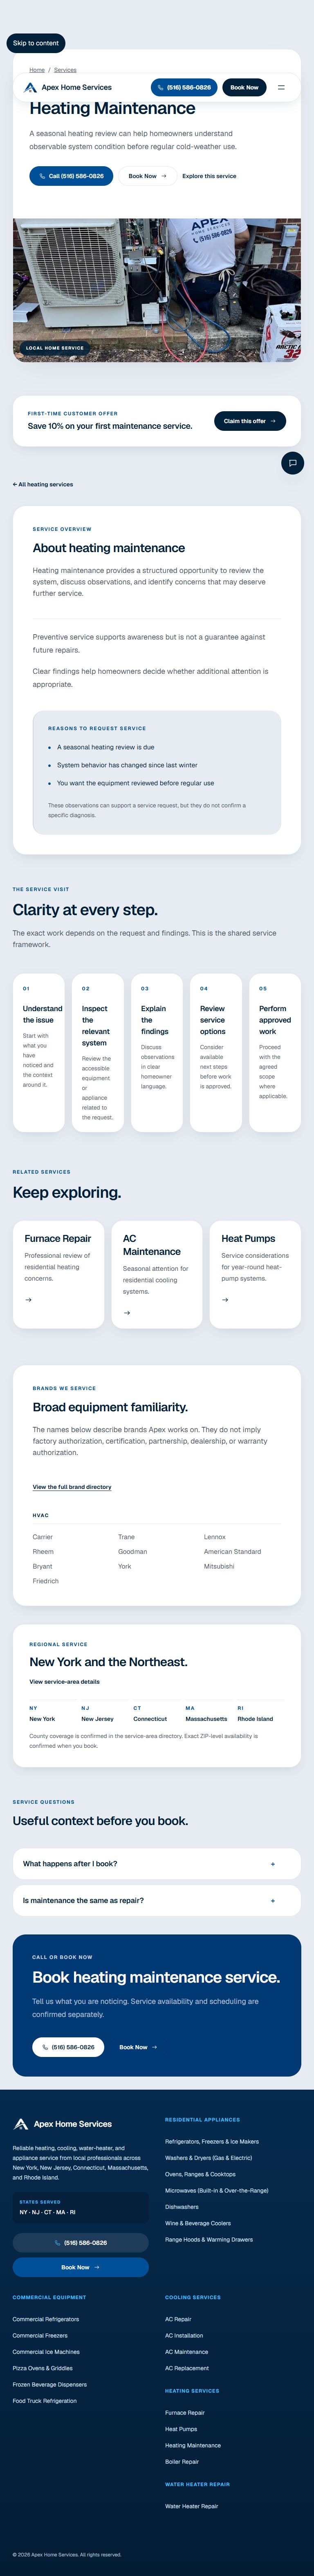 Skip to content
Home / Services
Apex Home Services
(516) 586-0826
Book Now
Heating Maintenance
A seasonal heating review can help homeowners understand
visible system condition before regular cold-weather use.
Call (516) 586-0826
Book Now →
Explore this service
APEX
(516) 586-0826
LOCAL HOME SERVICE
FIRST-TIME CUSTOMER OFFER
Save 10% on your first maintenance service.
Claim this offer →
← All heating services
SERVICE OVERVIEW
About heating maintenance
Heating maintenance provides a structured opportunity to review the
system, discuss observations, and identify concerns that may deserve
further service.
Preventive service supports awareness but is not a guarantee against
future repairs.
Clear findings help homeowners decide whether additional attention is
appropriate.
REASONS TO REQUEST SERVICE
A seasonal heating review is due
System behavior has changed since last winter
You want the equipment reviewed before regular use
These observations can support a service request, but they do not confirm a
specific diagnosis.
THE SERVICE VISIT
Clarity at every step.
The exact work depends on the request and findings. This is the shared service
framework.
01
Understand
the issue
Start with
what you
have
noticed and
the context
around it.
02
Inspect
the
relevant
system
Review the
accessible
equipment
or
appliance
related to
the request.
03
Explain
the
findings
Discuss
observations
in clear
homeowner
language.
04
Review
service
options
Consider
available
next steps
before work
is approved.
05
Perform
approved
work
Proceed
with the
agreed
scope
where
applicable.
RELATED SERVICES
Keep exploring.
Furnace Repair
Professional review of
residential heating
concerns.
→
AC
Maintenance
Seasonal attention for
residential cooling
systems.
→
Heat Pumps
Service considerations
for year-round heat-
pump systems.
→
BRANDS WE SERVICE
Broad equipment familiarity.
The names below describe brands Apex works on. They do not imply
factory authorization, certification, partnership, dealership, or warranty
authorization.
View the full brand directory
HVAC
Carrier
Trane
Lennox
Rheem
Goodman
American Standard
Bryant
York
Mitsubishi
Friedrich
REGIONAL SERVICE
New York and the Northeast.
View service-area details
NY
New York
NJ
New Jersey
CT
Connecticut
MA
Massachusetts
RI
Rhode Island
County coverage is confirmed in the service-area directory. Exact ZIP-level availability is
confirmed when you book.
SERVICE QUESTIONS
Useful context before you book.
What happens after I book? +
Is maintenance the same as repair? +
CALL OR BOOK NOW
Book heating maintenance service.
Tell us what you are noticing. Service availability and scheduling are
confirmed separately.
(516) 586-0826
Book Now →
Apex Home Services
Reliable heating, cooling, water-heater, and
appliance service from local professionals across
New York, New Jersey, Connecticut, Massachusetts,
and Rhode Island.
STATES SERVED
NY · NJ · CT · MA · RI
(516) 586-0826
Book Now →
RESIDENTIAL APPLIANCES
Refrigerators, Freezers & Ice Makers
Washers & Dryers (Gas & Electric)
Ovens, Ranges & Cooktops
Microwaves (Built-in & Over-the-Range)
Dishwashers
Wine & Beverage Coolers
Range Hoods & Warming Drawers
COMMERCIAL EQUIPMENT
Commercial Refrigerators
Commercial Freezers
Commercial Ice Machines
Pizza Ovens & Griddles
Frozen Beverage Dispensers
Food Truck Refrigeration
COOLING SERVICES
AC Repair
AC Installation
AC Maintenance
AC Replacement
HEATING SERVICES
Furnace Repair
Heat Pumps
Heating Maintenance
Boiler Repair
WATER HEATER REPAIR
Water Heater Repair
© 2026 Apex Home Services. All rights reserved.